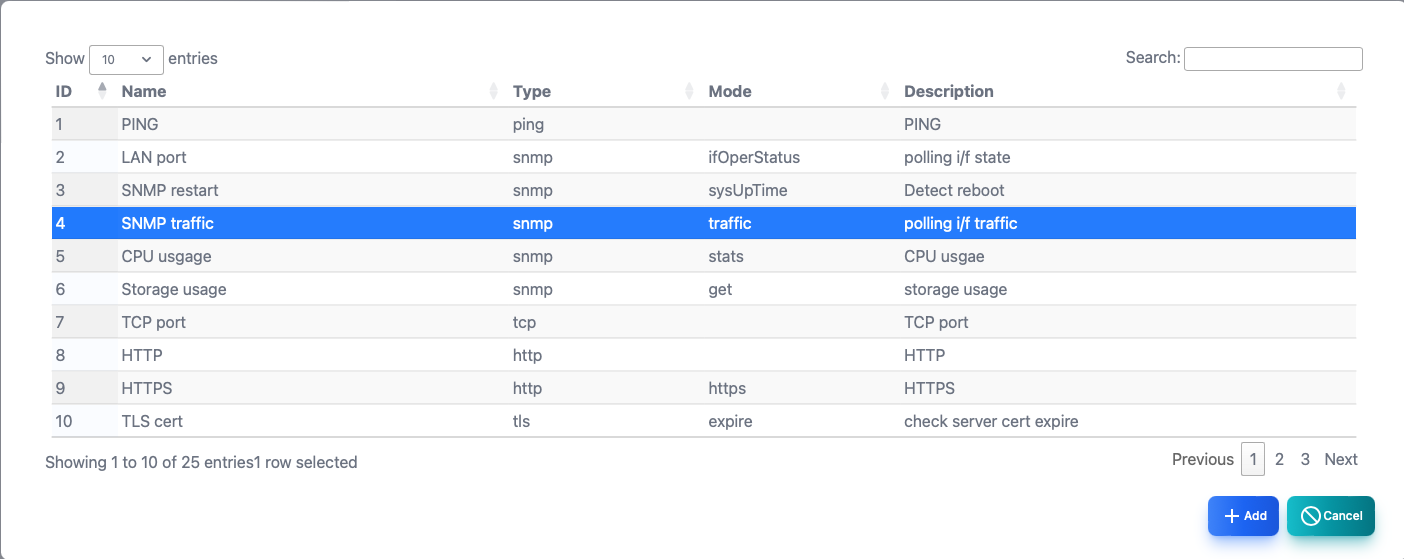 Show 10 entries Search:
ID Name Type Mode Description
1 PING ping PING
2 LAN port snmp ifOperStatus polling i/f state
3 SNMP restart snmp sysUpTime Detect reboot
4 SNMP traffic snmp traffic polling i/f traffic
5 CPU usgage snmp stats CPU usgae
6 Storage usage snmp get storage usage
7 TCP port tcp TCP port
8 HTTP http HTTP
9 HTTPS http https HTTPS
10 TLS cert tls expire check server cert expire
Showing 1 to 10 of 25 entries1 row selected Previous 1 2 3 Next
Add Cancel